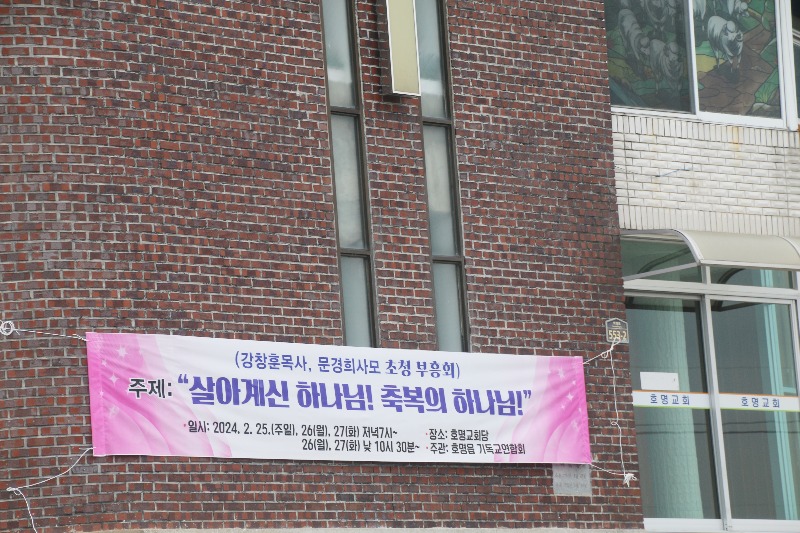 (강창훈목사, 문경희사모 초청 부흥회)
주제: “살아계신 하나님! 축복의 하나님!”
·일시: 2024. 2. 25.(주일), 26(월), 27(화) 저녁7시~ ·장소: 호명교회당
26(월), 27(화) 낮 10시 30분~ ·주관: 호명읍 기독교연합회
553-2
호명교회
호명교회